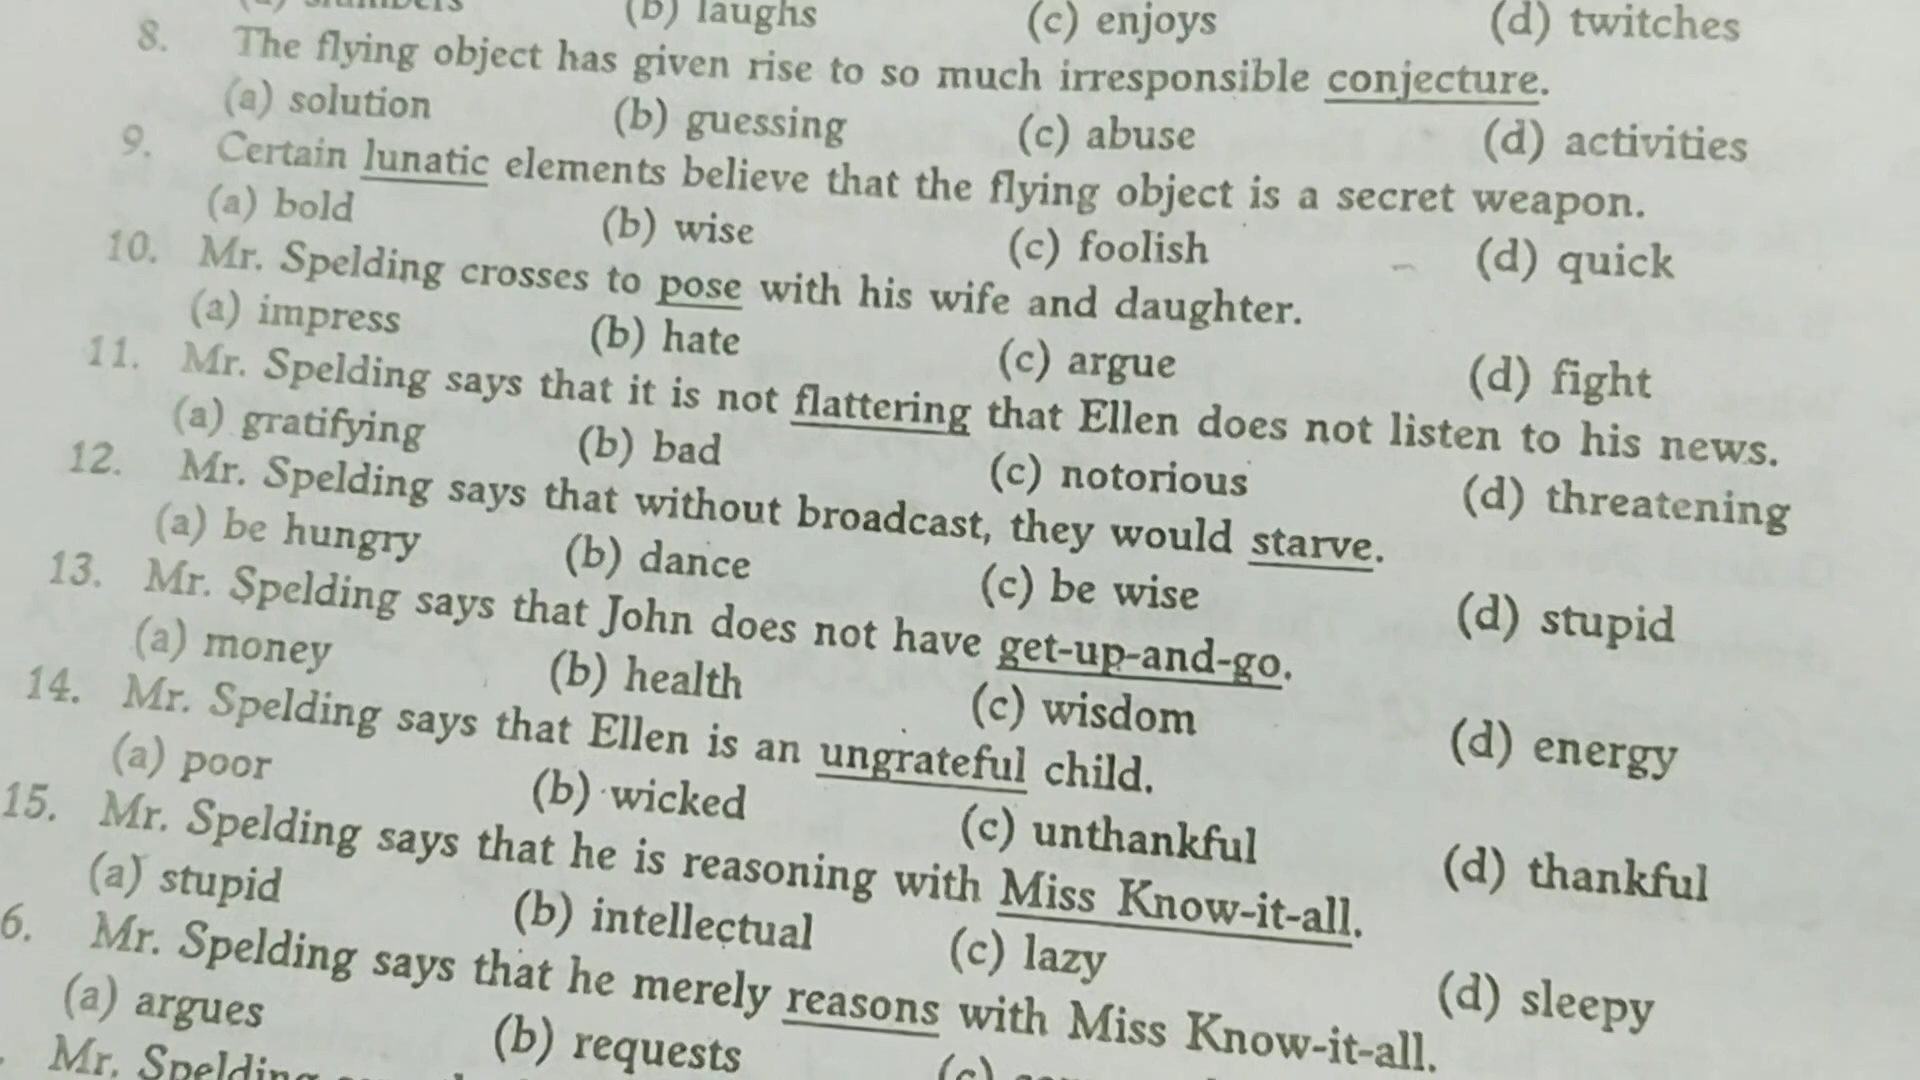 (b) laughs (c) enjoys (d) twitches
8. The flying object has given rise to so much irresponsible conjecture.
(a) solution (b) guessing (c) abuse (d) activities
9. Certain lunatic elements believe that the flying object is a secret weapon.
(a) bold (b) wise (c) foolish (d) quick
10. Mr. Spelding crosses to pose with his wife and daughter.
(a) impress (b) hate (c) argue (d) fight
11. Mr. Spelding says that it is not flattering that Ellen does not listen to his news.
(a) gratifying (b) bad (c) notorious (d) threatening
12. Mr. Spelding says that without broadcast, they would starve.
(a) be hungry (b) dance (c) be wise (d) stupid
13. Mr. Spelding says that John does not have get-up-and-go.
(a) money (b) health (c) wisdom (d) energy
14. Mr. Spelding says that Ellen is an ungrateful child.
(a) poor (b) wicked (c) unthankful (d) thankful
15. Mr. Spelding says that he is reasoning with Miss Know-it-all.
(a) stupid (b) intellectual (c) lazy (d) sleepy
6. Mr. Spelding says that he merely reasons with Miss Know-it-all.
(a) argues (b) requests (c)
Mr. Spelding